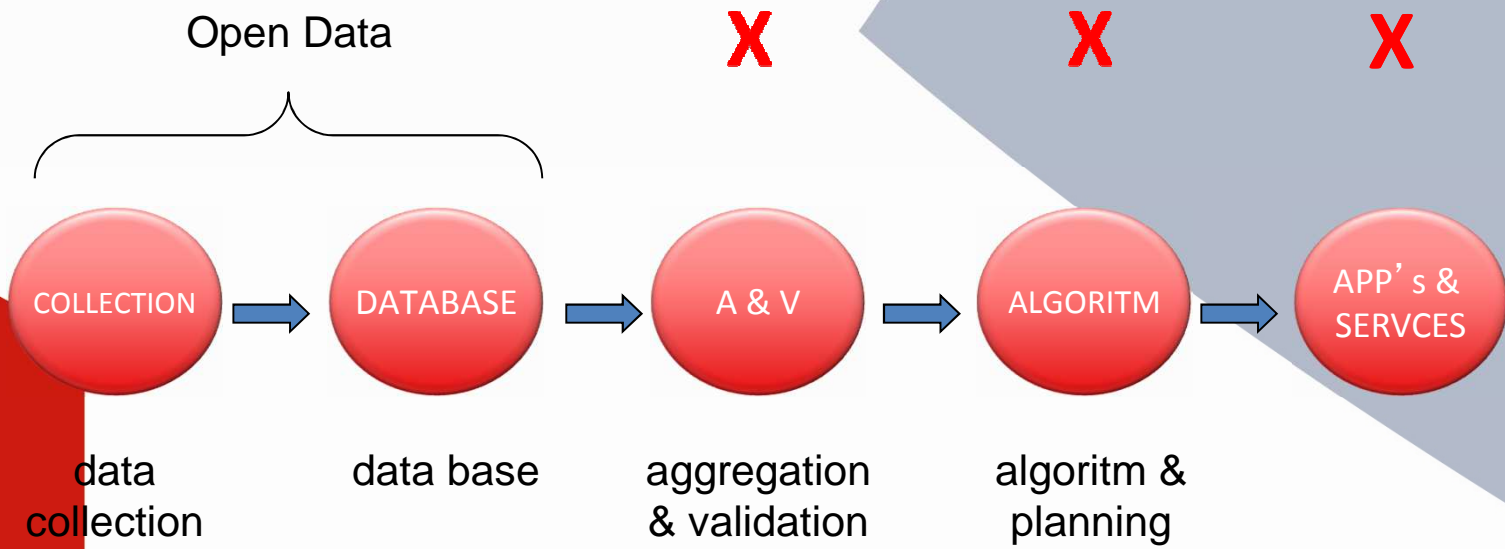 Open Data
X
X
X
COLLECTION
DATABASE
A & V
ALGORITM
APP’s &
SERVCES
data
collection
data base
aggregation
& validation
algoritm &
planning